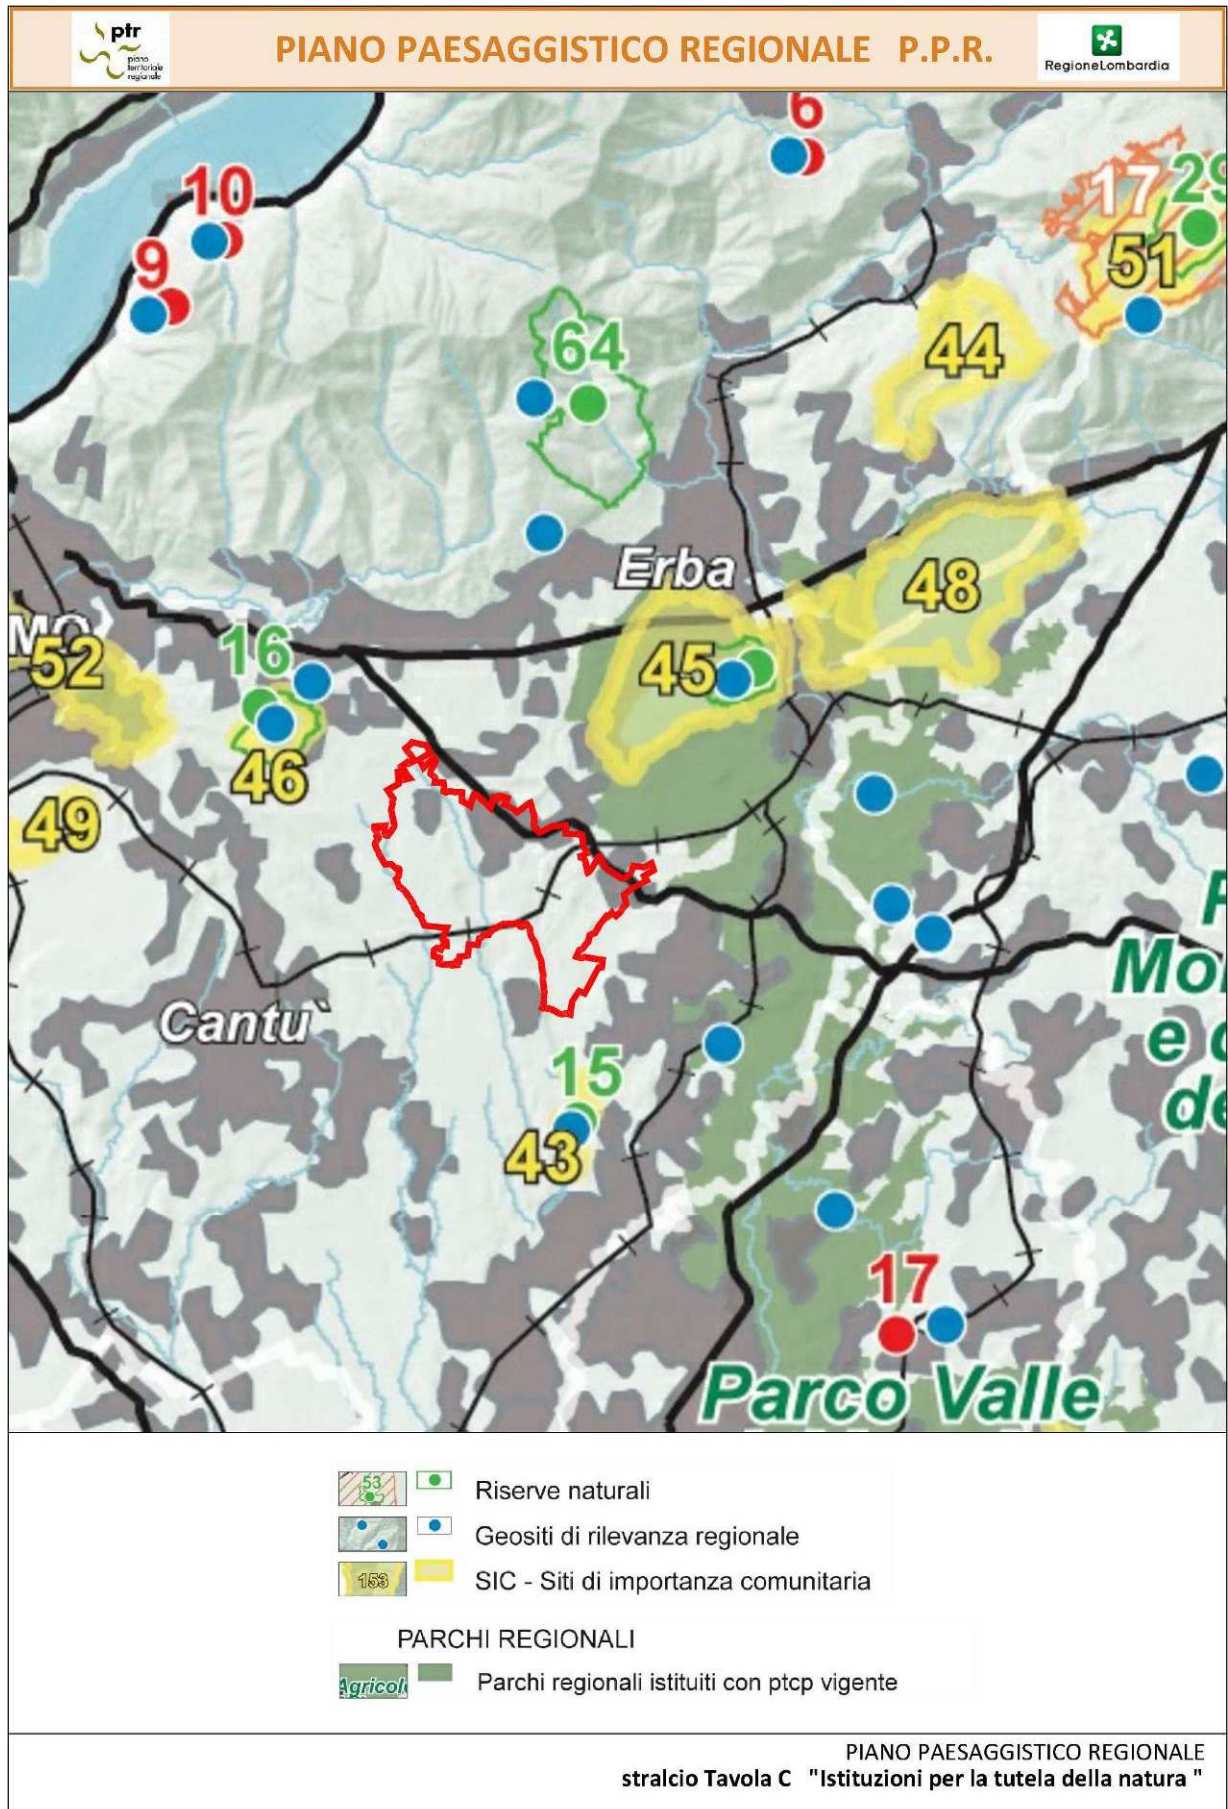 ptr
piano
territoriale
regionale
PIANO PAESAGGISTICO REGIONALE P.P.R.
RegioneLombardia
6
10
17
29
9
51
64
44
Erba
48
MO
16
52
45
46
49
P
Mo
e
de
Cantu`
15
43
17
Parco Valle
53
Riserve naturali
Geositi di rilevanza regionale
153
SIC - Siti di importanza comunitaria
PARCHI REGIONALI
Agricol
Parchi regionali istituiti con ptcp vigente
PIANO PAESAGGISTICO REGIONALE
stralcio Tavola C "Istituzioni per la tutela della natura "